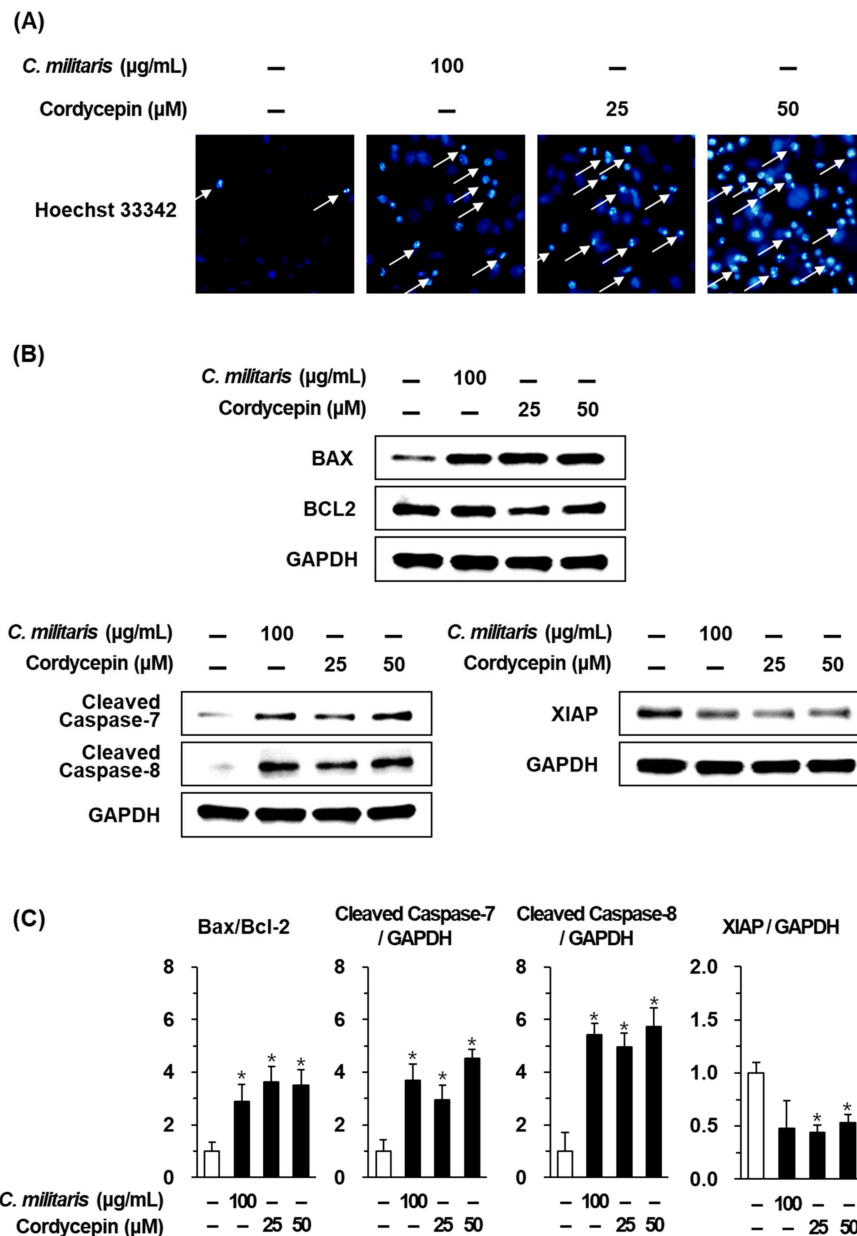 (A)
C. militaris (µg/mL) – 100 – –
Cordycepin (µM) – – 25 50
Hoechst 33342
(B)
C. militaris (µg/mL) – 100 – –
Cordycepin (µM) – – 25 50
BAX
BCL2
GAPDH
C. militaris (µg/mL) – 100 – –
Cordycepin (µM) – – 25 50
Cleaved
Caspase-7
Cleaved
Caspase-8
GAPDH
C. militaris (µg/mL) – 100 – –
Cordycepin (µM) – – 25 50
XIAP
GAPDH
(C)
Bax/Bcl-2
8
6
4
2
0
* * *
Cleaved Caspase-7
/ GAPDH
8
6
4
2
0
* * *
Cleaved Caspase-8
/ GAPDH
8
6
4
2
0
* * *
XIAP / GAPDH
2.0
1.5
1.0
0.5
0.0
* *
C. militaris (µg/mL) – 100 – – – 100 – – – 100 – – – 100 – –
Cordycepin (µM) – – 25 50 – – 25 50 – – 25 50 – – 25 50